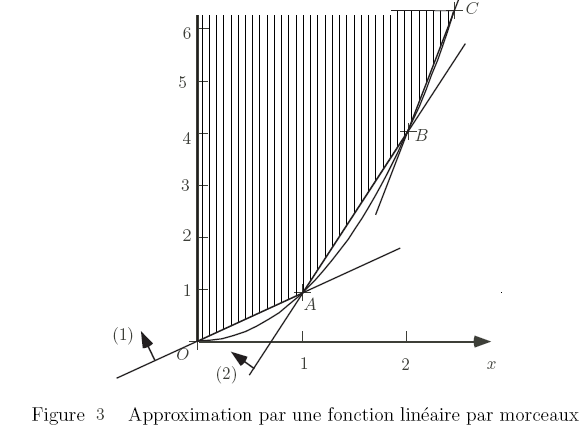 C
6
5
B
4
3
2
1
A
(1)
O
(2)
1
2
x
Figure 3 Approximation par une fonction linéaire par morceaux